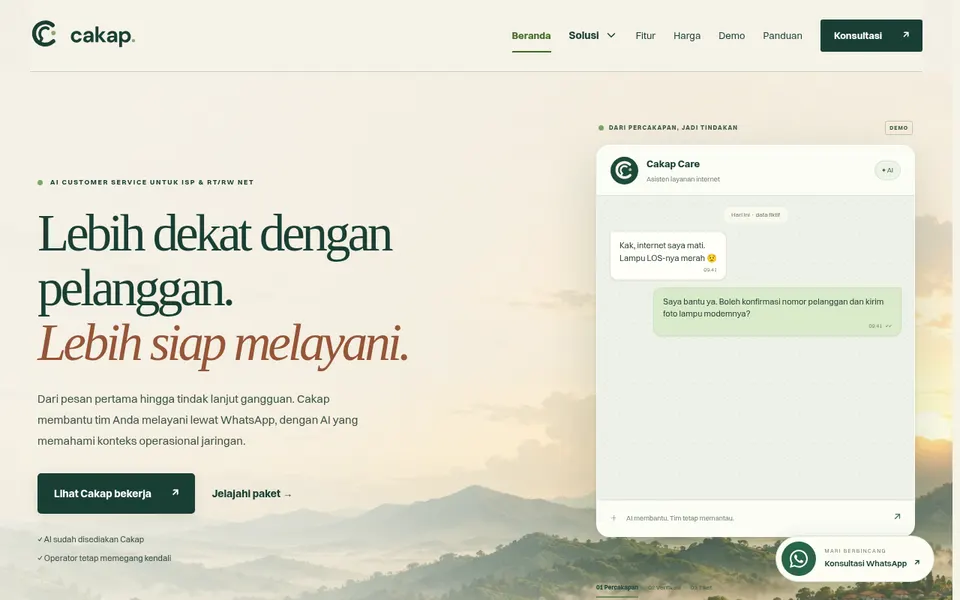 cakap.
Beranda
Solusi
Fitur
Harga
Demo
Panduan
Konsultasi ↗
AI CUSTOMER SERVICE UNTUK ISP & RT/RW NET
Lebih dekat dengan
pelanggan.
Lebih siap melayani.
Dari pesan pertama hingga tindak lanjut gangguan. Cakap
membantu tim Anda melayani lewat WhatsApp, dengan AI yang
memahami konteks operasional jaringan.
Lihat Cakap bekerja ↗
Jelajahi paket →
✓ AI sudah disediakan Cakap
✓ Operator tetap memegang kendali
DARI PERCAKAPAN, JADI TINDAKAN
DEMO
Cakap Care
Asisten layanan internet
AI
Hari ini · data fiktif
Kak, internet saya mati.
Lampu LOS-nya merah 😟
09.41
Saya bantu ya. Boleh konfirmasi nomor pelanggan dan kirim
foto lampu modemnya?
09.41 ✓✓
+ AI membantu. Tim tetap memantau. ↗
MARI BERBINCANG
Konsultasi WhatsApp ↗
01 Percakapan